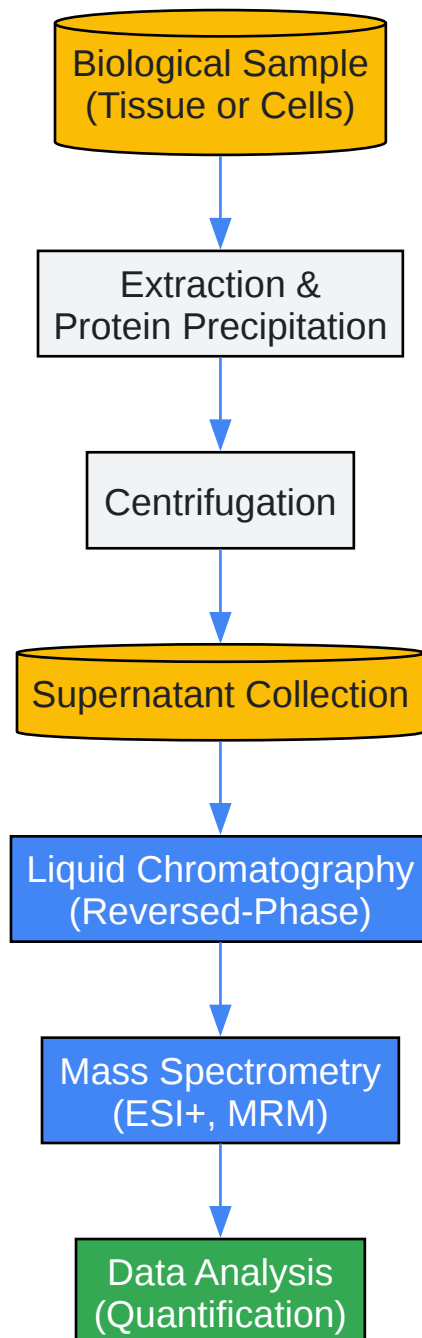 Biological Sample
(Tissue or Cells)
Extraction &
Protein Precipitation
Centrifugation
Supernatant Collection
Liquid Chromatography
(Reversed-Phase)
Mass Spectrometry
(ESI+, MRM)
Data Analysis
(Quantification)